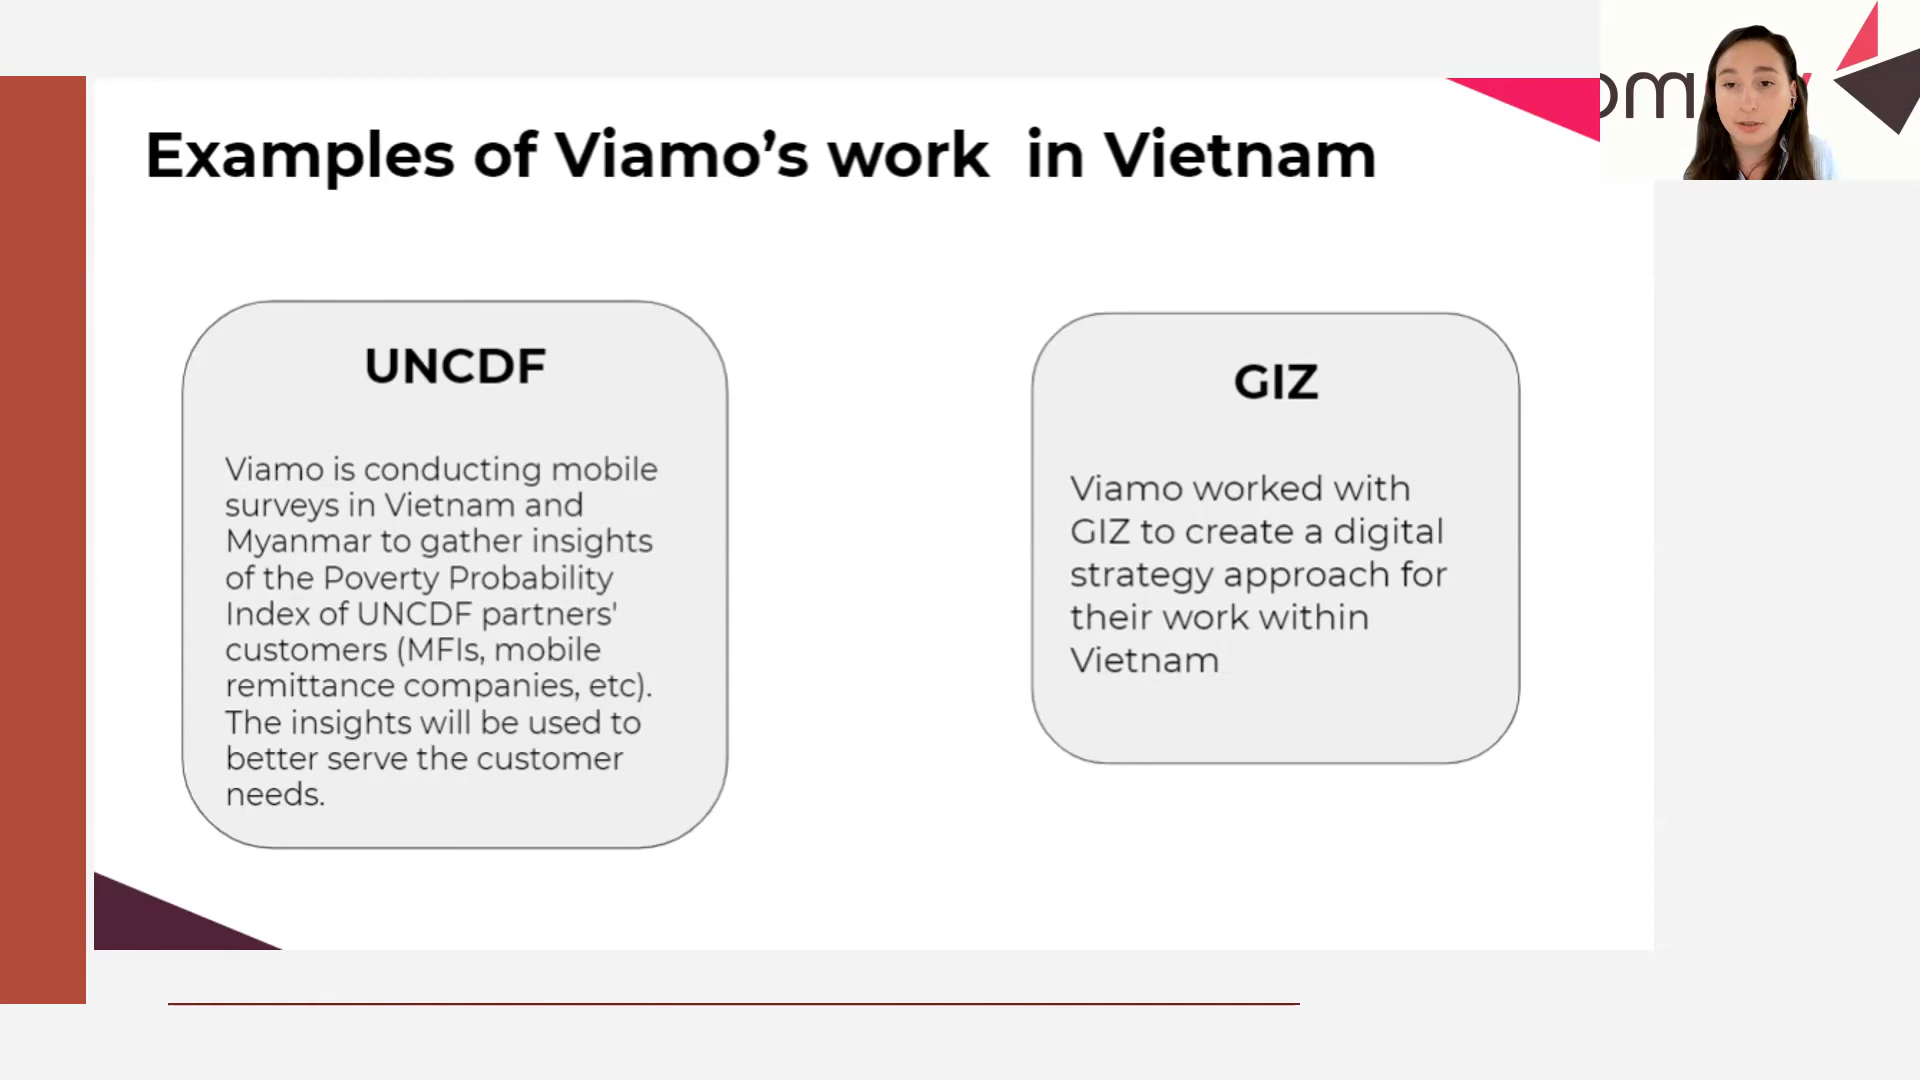 Examples of Viamo’s work  in Vietnam
UNCDF
Viamo is conducting mobile
surveys in Vietnam and
Myanmar to gather insights
of the Poverty Probability
Index of UNCDF partners'
customers (MFIs, mobile
remittance companies, etc).
The insights will be used to
better serve the customer
needs.
GIZ
Viamo worked with
GIZ to create a digital
strategy approach for
their work within
Vietnam